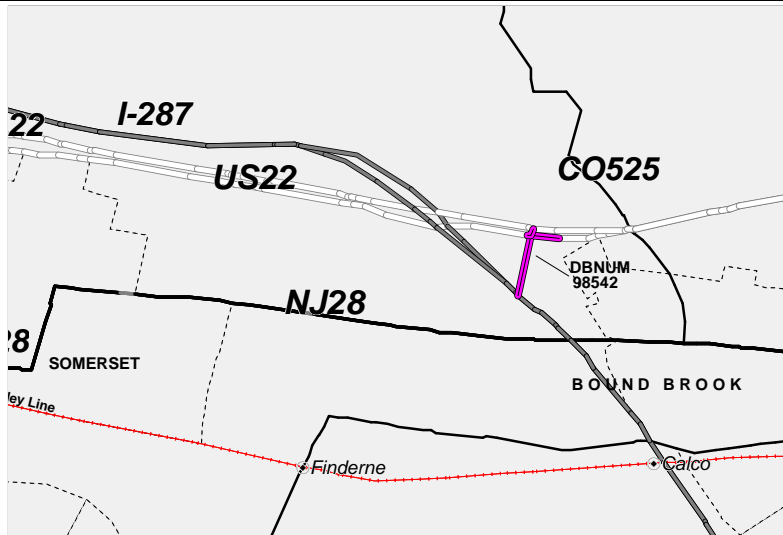 I-287
22
US22
CO525
DBNUM
98542
NJ28
28
SOMERSET
BOUND BROOK
ley Line
Finderne
Calco